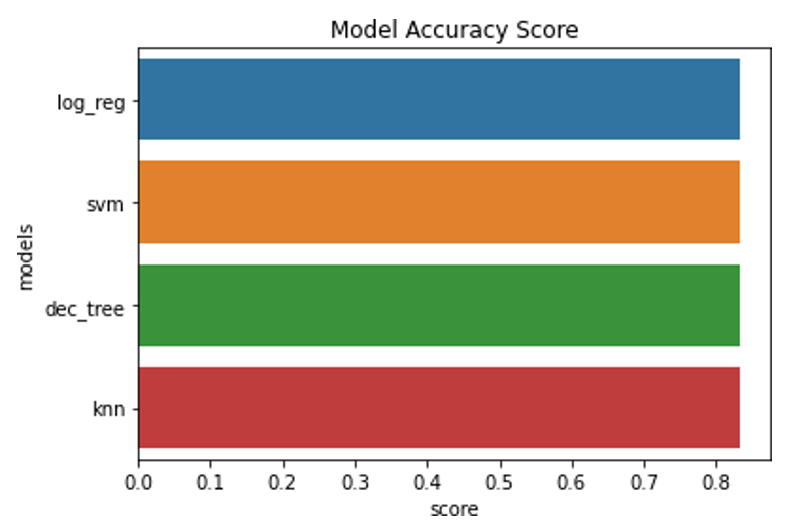 Model Accuracy Score
models
log_reg
svm
dec_tree
knn
0.0 0.1 0.2 0.3 0.4 0.5 0.6 0.7 0.8
score